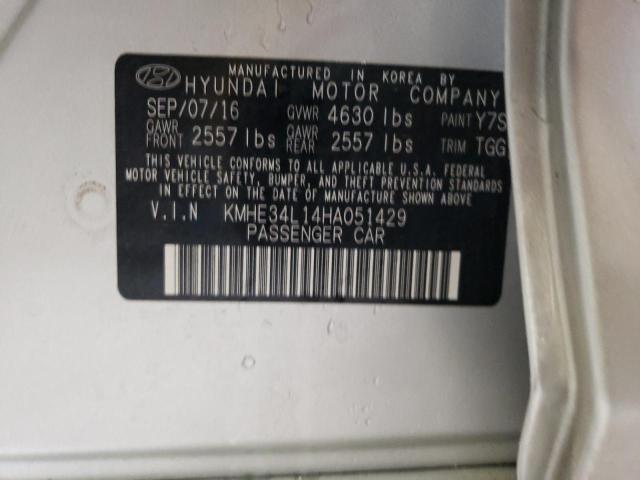 MANUFACTURED IN KOREA BY
HYUNDAI MOTOR COMPANY
SEP/07/16 GVWR 4630 lbs PAINT Y7S
GAWR FRONT 2557 lbs GAWR REAR 2557 lbs TRIM TGG
THIS VEHICLE CONFORMS TO ALL APPLICABLE U.S.A. FEDERAL
MOTOR VEHICLE SAFETY, BUMPER, AND THEFT PREVENTION
STANDARDS IN EFFECT ON THE DATE OF MANUFACTURE SHOWN ABOVE
V.I.N KMHE34L14HA051429
PASSENGER CAR